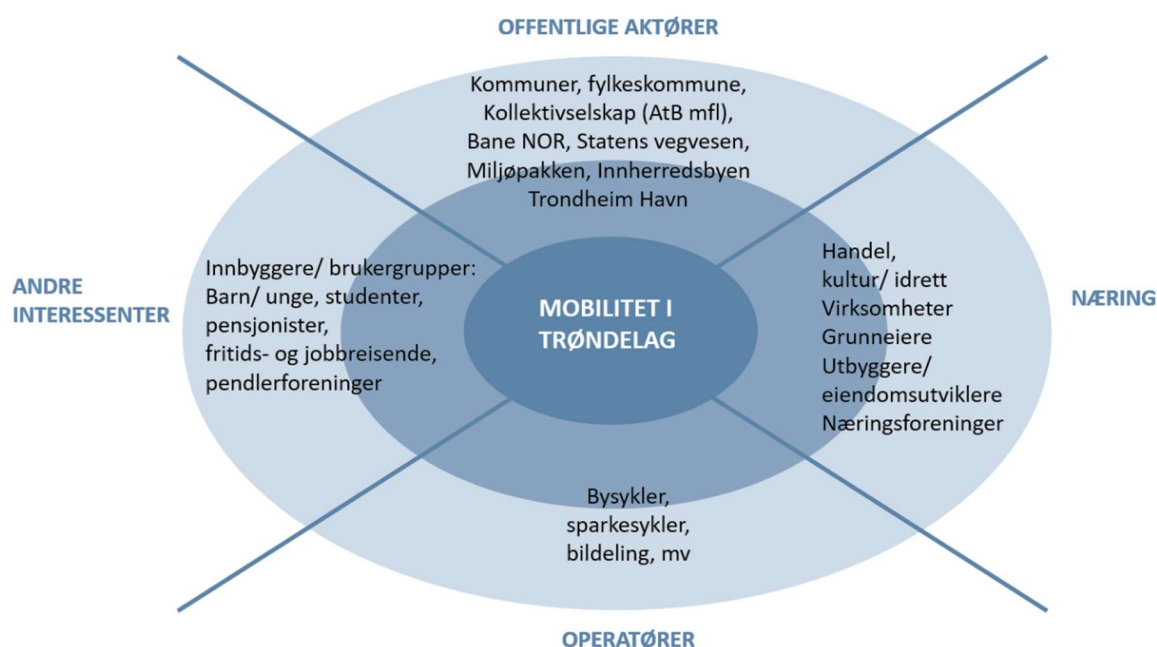 OFFENTLIGE AKTØRER
Kommuner, fylkeskommune,
Kollektivselskap (AtB mfl),
Bane NOR, Statens vegvesen,
Miljøpakken, Innherredsbyen
Trondheim Havn
ANDRE
INTERESSENTER
Innbyggere/ brukergrupper:
Barn/ unge, studenter,
pensjonister,
fritids- og jobbreisende,
pendlerforeninger
MOBILITET I
TRØNDELAG
Handel,
kultur/ idrett
Virksomheter
Grunneiere
Utbyggere/
eiendomsutviklere
Næringsforeninger
NÆRING
Bysykler,
sparkesykler,
bildeling, mv
OPERATØRER